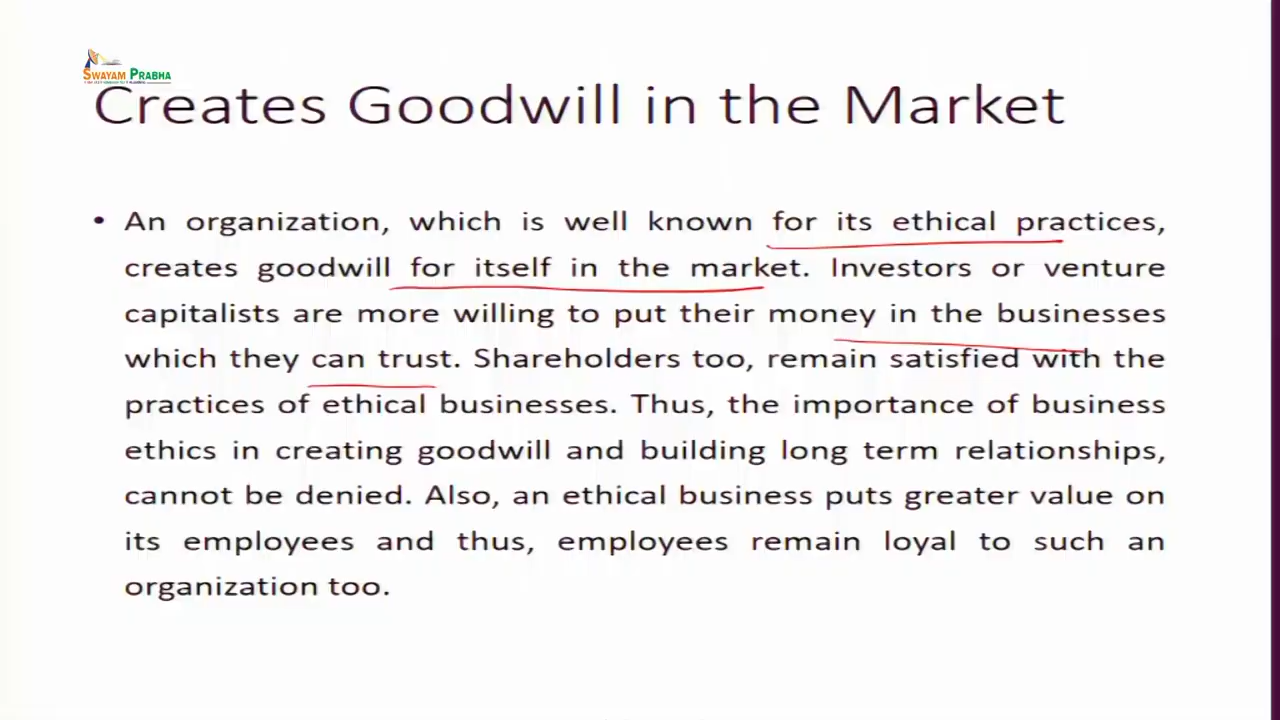 SWAYAM PRABHA
Creates Goodwill in the Market
• An organization, which is well known for its ethical practices,
creates goodwill for itself in the market. Investors or venture
capitalists are more willing to put their money in the businesses
which they can trust. Shareholders too, remain satisfied with the
practices of ethical businesses. Thus, the importance of business
ethics in creating goodwill and building long term relationships,
cannot be denied. Also, an ethical business puts greater value on
its employees and thus, employees remain loyal to such an
organization too.